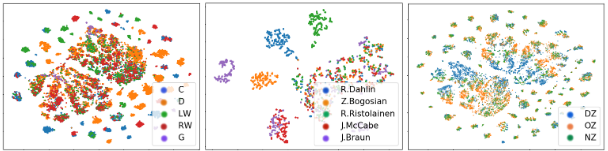 C
D
LW
RW
G
R.Dahlin
Z.Bogosian
R.Ristolainen
J.McCabe
J.Braun
DZ
OZ
NZ